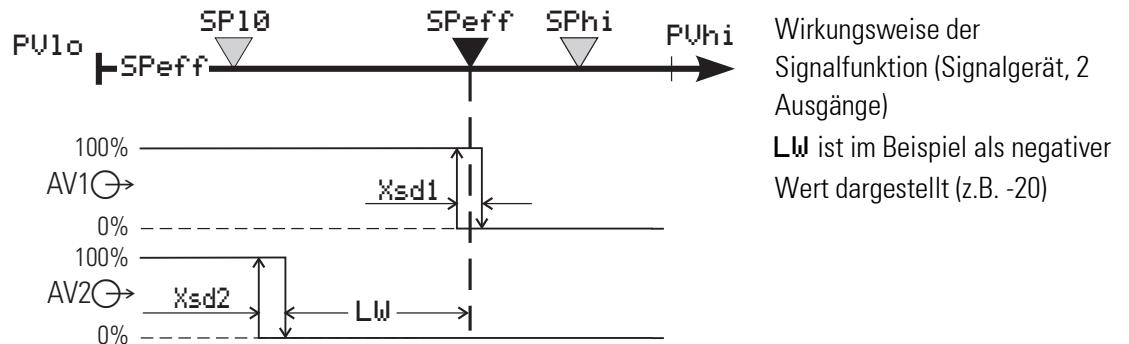 SPl0 SPeff SPhi
PVlo PVhi
SPeff
100%
AV1
Xsd1
0%
100%
AV2
Xsd2
LW
0%
Wirkungsweise der
Signalfunktion (Signalgerät, 2
Ausgänge)
LW ist im Beispiel als negativer
Wert dargestellt (z.B. -20)